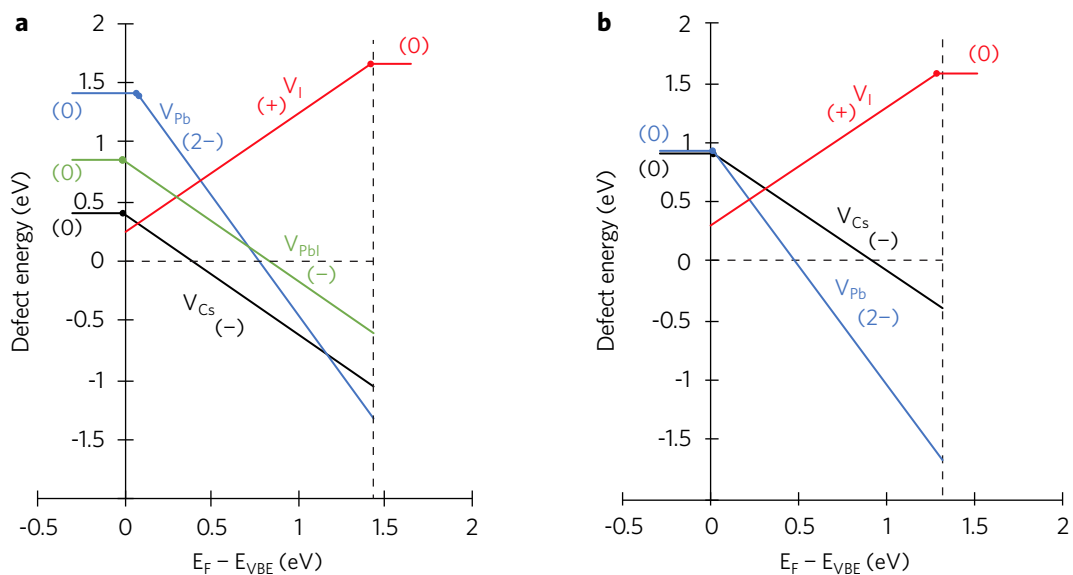 a
2
1.5
1
0.5
0
-0.5
-1
-1.5
Defect energy (eV)
(0)
(0)
(0)
(0)
V_Pb
(2−)
(+) V_I
V_PbI
(−)
V_Cs (−)
-0.5 0 0.5 1 1.5 2
E_F − E_VBE (eV)
b
2
1.5
1
0.5
0
-0.5
-1
-1.5
Defect energy (eV)
(0)
(0)
(0)
V_I
(+)
V_Cs
(−)
V_Pb
(2−)
-0.5 0 0.5 1 1.5 2
E_F − E_VBE (eV)